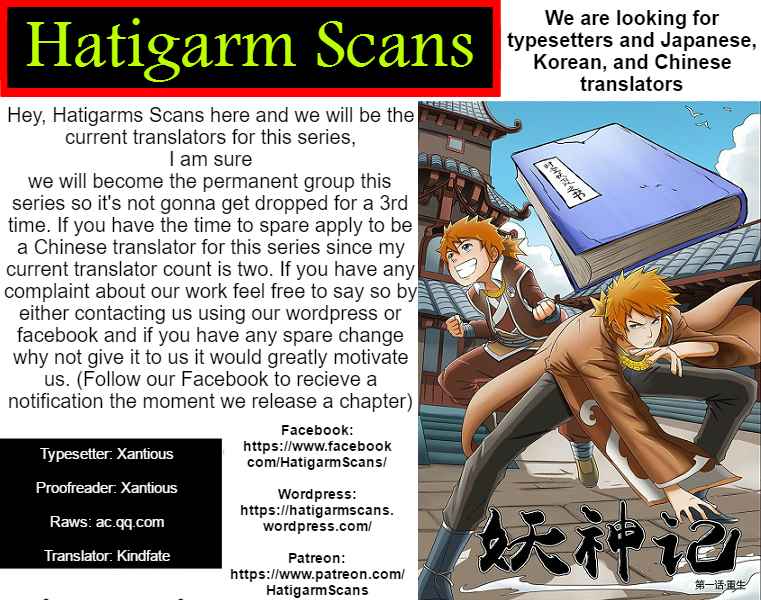 Hatigarm Scans
We are looking for
typesetters and Japanese,
Korean, and Chinese
translators
Hey, Hatigarms Scans here and we will be the
current translators for this series,
I am sure
we will become the permanent group this
series so it's not gonna get dropped for a 3rd
time. If you have the time to spare apply to be
a Chinese translator for this series since my
current translator count is two. If you have any
complaint about our work feel free to say so by
either contacting us using our wordpress or
facebook and if you have any spare change
why not give it to us it would greatly motivate
us. (Follow our Facebook to recieve a
notification the moment we release a chapter)
Typesetter: Xantious
Proofreader: Xantious
Raws: ac.qq.com
Translator: Kindfate
Facebook:
https://www.facebook
com/HatigarmScans/
Wordpress:
https://hatigarmscans.
wordpress.com/
Patreon:
https://www.patreon.com/
HatigarmScans
妖神记
第一话·重生